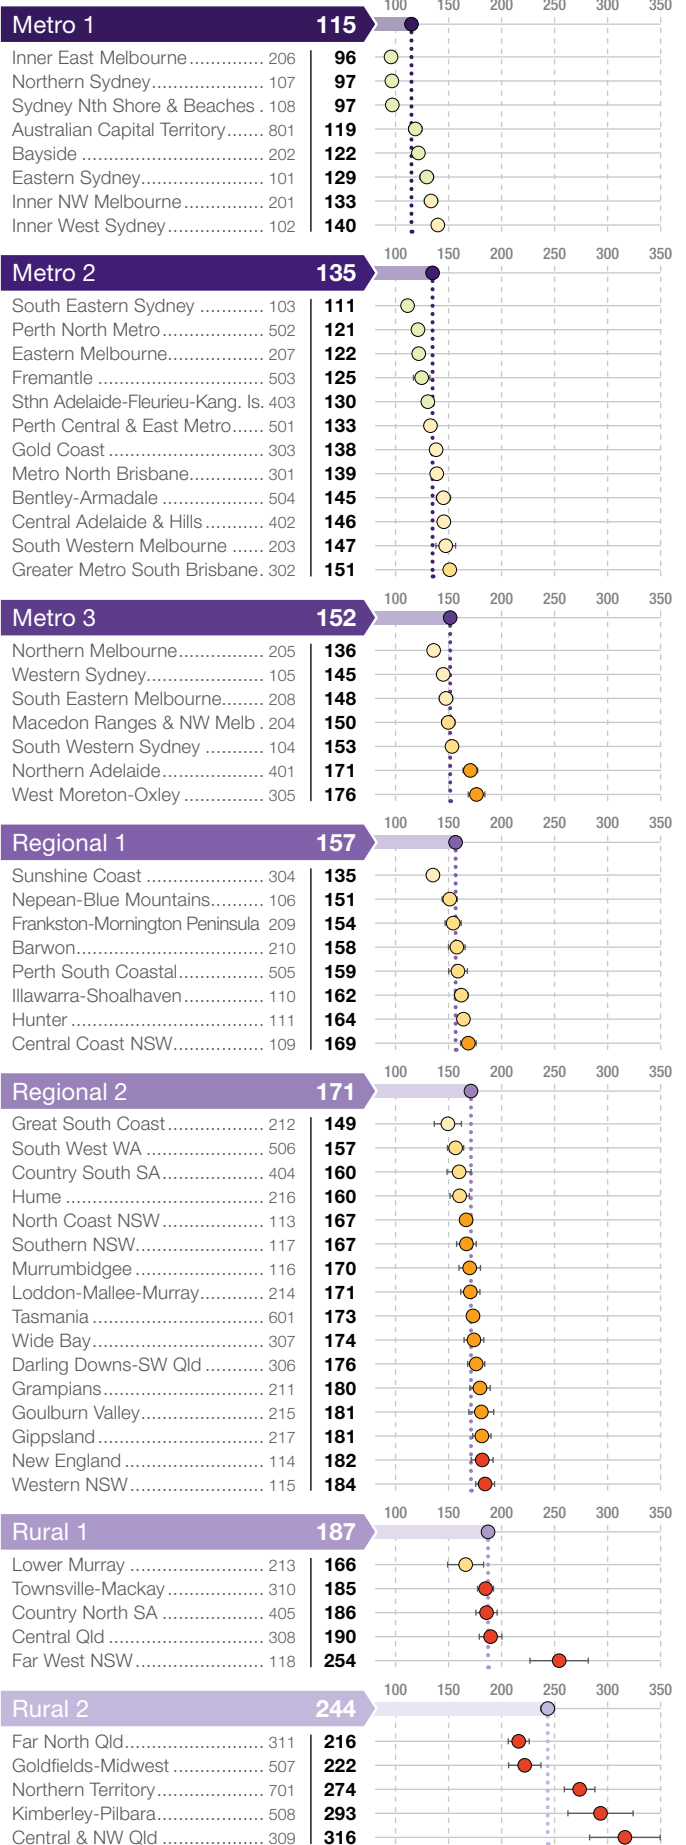 100 150 200 250 300 350
Metro 1 115
Inner East Melbourne.............. 206 96
Northern Sydney..................... 107 97
Sydney Nth Shore & Beaches . 108 97
Australian Capital Territory....... 801 119
Bayside .................................. 202 122
Eastern Sydney....................... 101 129
Inner NW Melbourne............... 201 133
Inner West Sydney ................. 102 140
100 150 200 250 300 350
Metro 2 135
South Eastern Sydney ............ 103 111
Perth North Metro................... 502 121
Eastern Melbourne.................. 207 122
Fremantle ............................... 503 125
Sthn Adelaide-Fleurieu-Kang. Is. 403 130
Perth Central & East Metro...... 501 133
Gold Coast ............................. 303 138
Metro North Brisbane.............. 301 139
Bentley-Armadale ................... 504 145
Central Adelaide & Hills........... 402 146
South Western Melbourne ...... 203 147
Greater Metro South Brisbane. 302 151
100 150 200 250 300 350
Metro 3 152
Northern Melbourne................ 205 136
Western Sydney...................... 105 145
South Eastern Melbourne........ 208 148
Macedon Ranges & NW Melb . 204 150
South Western Sydney ........... 104 153
Northern Adelaide................... 401 171
West Moreton-Oxley ............... 305 176
100 150 200 250 300 350
Regional 1 157
Sunshine Coast ...................... 304 135
Nepean-Blue Mountains.......... 106 151
Frankston-Mornington Peninsula 209 154
Barwon................................... 210 158
Perth South Coastal................ 505 159
Illawarra-Shoalhaven............... 110 162
Hunter .................................... 111 164
Central Coast NSW................. 109 169
100 150 200 250 300 350
Regional 2 171
Great South Coast.................. 212 149
South West WA ...................... 506 157
Country South SA................... 404 160
Hume ..................................... 216 160
North Coast NSW ................... 113 167
Southern NSW........................ 117 167
Murrumbidgee ........................ 116 170
Loddon-Mallee-Murray............ 214 171
Tasmania ................................ 601 173
Wide Bay................................ 307 174
Darling Downs-SW Qld ........... 306 176
Grampians.............................. 211 180
Goulburn Valley....................... 215 181
Gippsland ............................... 217 181
New England .......................... 114 182
Western NSW......................... 115 184
100 150 200 250 300 350
Rural 1 187
Lower Murray ......................... 213 166
Townsville-Mackay .................. 310 185
Country North SA ................... 405 186
Central Qld ............................. 308 190
Far West NSW........................ 118 254
100 150 200 250 300 350
Rural 2 244
Far North Qld.......................... 311 216
Goldfields-Midwest ................. 507 222
Northern Territory.................... 701 274
Kimberley-Pilbara.................... 508 293
Central & NW Qld ................... 309 316